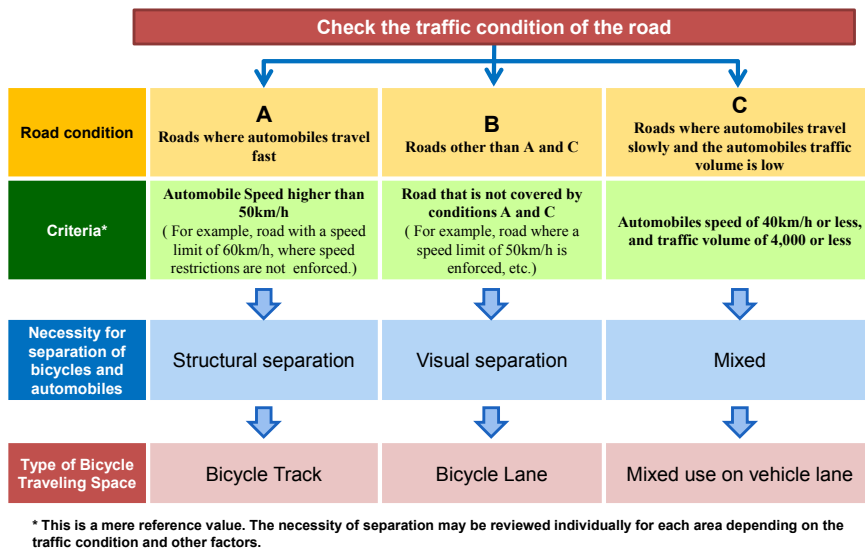 Check the traffic condition of the road
Road condition
A
Roads where automobiles travel
fast
B
Roads other than A and C
C
Roads where automobiles travel
slowly and the automobiles traffic
volume is low
Criteria*
Automobile Speed higher than
50km/h
( For example, road with a speed
limit of 60km/h, where speed
restrictions are not enforced.)
Road that is not covered by
conditions A and C
( For example, road where a
speed limit of 50km/h is
enforced, etc.)
Automobiles speed of 40km/h or less,
and traffic volume of 4,000 or less
Necessity for
separation of
bicycles and
automobiles
Structural separation
Visual separation
Mixed
Type of Bicycle
Traveling Space
Bicycle Track
Bicycle Lane
Mixed use on vehicle lane
* This is a mere reference value. The necessity of separation may be reviewed individually for each area depending on the
traffic condition and other factors.